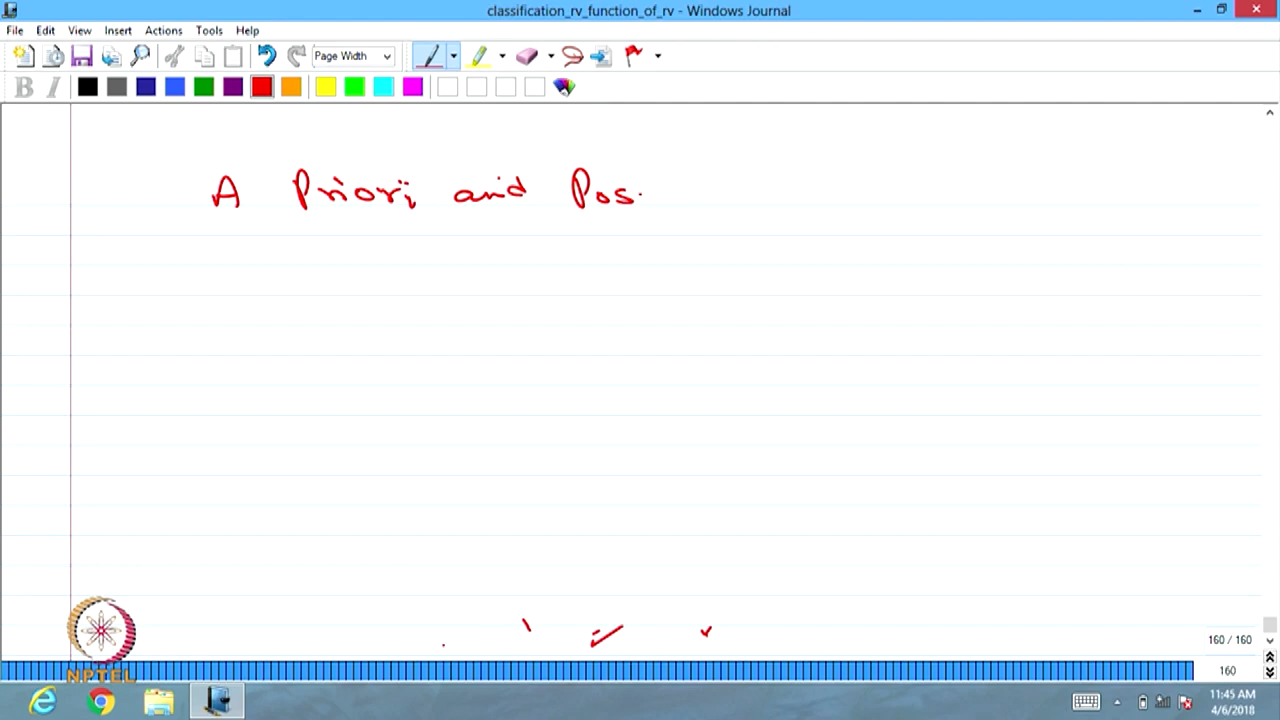 classification_rv_function_of_rv - Windows Journal
File Edit View Insert Actions Tools Help
Page Width
B I
A Priori and Pos
160 / 160
NPTEL
160
11:45 AM
4/6/2018